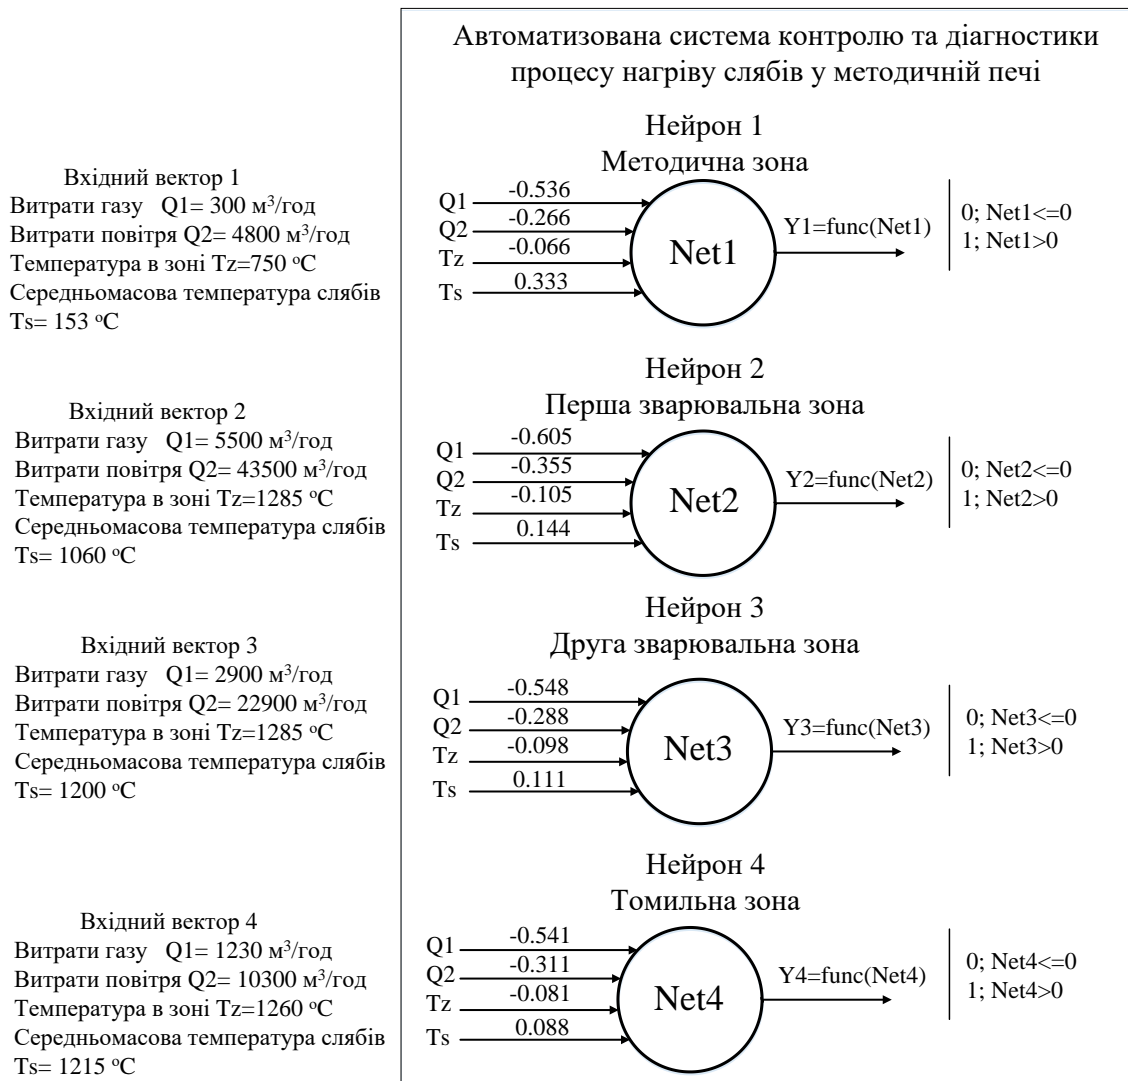 Автоматизована система контролю та діагностики
процесу нагріву слябів у методичній печі
Вхідний вектор 1
Витрати газу Q1= 300 м³/год
Витрати повітря Q2= 4800 м³/год
Температура в зоні Tz=750 ºС
Середньомасова температура слябів
Ts= 153 ºС
Нейрон 1
Методична зона
Q1
-0.536
Q2
-0.266
Tz
-0.066
Ts
0.333
Net1
Y1=func(Net1)
0; Net1<=0
1; Net1>0
Вхідний вектор 2
Витрати газу Q1= 5500 м³/год
Витрати повітря Q2= 43500 м³/год
Температура в зоні Tz=1285 ºС
Середньомасова температура слябів
Ts= 1060 ºС
Нейрон 2
Перша зварювальна зона
Q1
-0.605
Q2
-0.355
Tz
-0.105
Ts
0.144
Net2
Y2=func(Net2)
0; Net2<=0
1; Net2>0
Вхідний вектор 3
Витрати газу Q1= 2900 м³/год
Витрати повітря Q2= 22900 м³/год
Температура в зоні Tz=1285 ºС
Середньомасова температура слябів
Ts= 1200 ºС
Нейрон 3
Друга зварювальна зона
Q1
-0.548
Q2
-0.288
Tz
-0.098
Ts
0.111
Net3
Y3=func(Net3)
0; Net3<=0
1; Net3>0
Вхідний вектор 4
Витрати газу Q1= 1230 м³/год
Витрати повітря Q2= 10300 м³/год
Температура в зоні Tz=1260 ºС
Середньомасова температура слябів
Ts= 1215 ºС
Нейрон 4
Томильна зона
Q1
-0.541
Q2
-0.311
Tz
-0.081
Ts
0.088
Net4
Y4=func(Net4)
0; Net4<=0
1; Net4>0